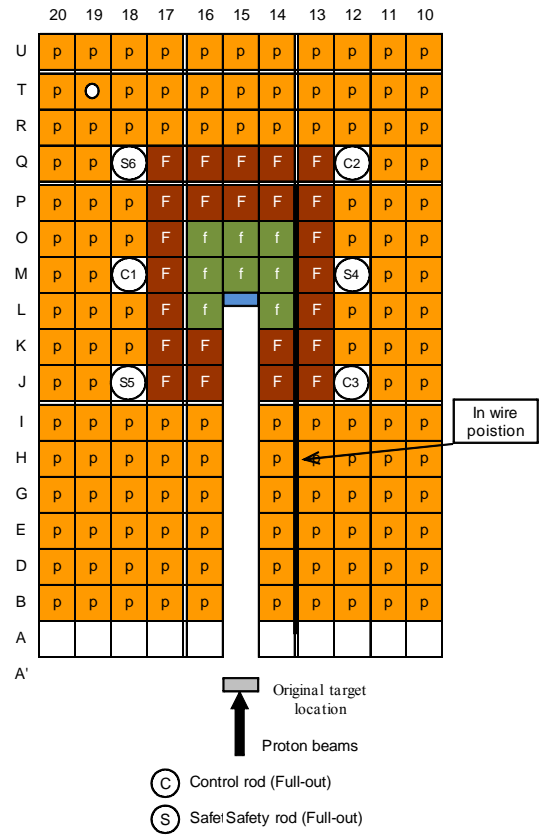 20 19 18 17 16 15 14 13 12 11 10
U p p p p p p p p p p p
T p p p p p p p p p p
R p p p p p p p p p p p
Q p p S6 F F F F F C2 p p
P p p p F F F F F p p p
O p p p F f f f F p p p
M p p C1 F f f f F S4 p p
L p p p F f f F p p p
K p p p F F F F p p p
J p p S5 F F F F C3 p p
In wire
poistion
I p p p p p p p p p p
H p p p p p p p p p p
G p p p p p p p p p p
E p p p p p p p p p p
D p p p p p p p p p p
B p p p p p p p p p p
A
A'
Original target
location
Proton beams
C Control rod (Full-out)
S SafetSafety rod (Full-out)